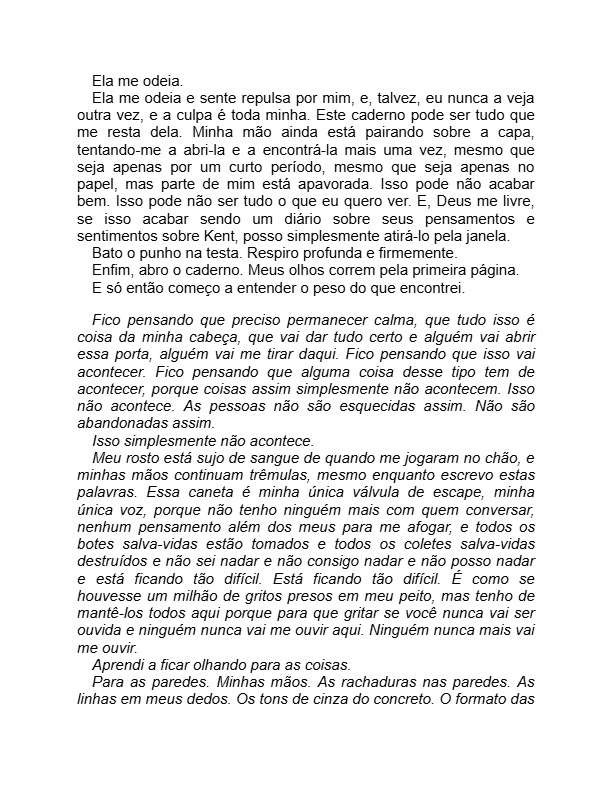 Ela me odeia.
Ela me odeia e sente repulsa por mim, e, talvez, eu nunca a veja
outra vez, e a culpa é toda minha. Este caderno pode ser tudo que
me resta dela. Minha mão ainda está pairando sobre a capa,
tentando-me a abri-la e a encontrá-la mais uma vez, mesmo que
seja apenas por um curto período, mesmo que seja apenas no
papel, mas parte de mim está apavorada. Isso pode não acabar
bem. Isso pode não ser tudo o que eu quero ver. E, Deus me livre,
se isso acabar sendo um diário sobre seus pensamentos e
sentimentos sobre Kent, posso simplesmente atirá-lo pela janela.
Bato o punho na testa. Respiro profunda e firmemente.
Enfim, abro o caderno. Meus olhos correm pela primeira página.
E só então começo a entender o peso do que encontrei.
Fico pensando que preciso permanecer calma, que tudo isso é
coisa da minha cabeça, que vai dar tudo certo e alguém vai abrir
essa porta, alguém vai me tirar daqui. Fico pensando que isso vai
acontecer. Fico pensando que alguma coisa desse tipo tem de
acontecer, porque coisas assim simplesmente não acontecem. Isso
não acontece. As pessoas não são esquecidas assim. Não são
abandonadas assim.
Isso simplesmente não acontece.
Meu rosto está sujo de sangue de quando me jogaram no chão, e
minhas mãos continuam trêmulas, mesmo enquanto escrevo estas
palavras. Essa caneta é minha única válvula de escape, minha
única voz, porque não tenho ninguém mais com quem conversar,
nenhum pensamento além dos meus para me afogar, e todos os
botes salva-vidas estão tomados e todos os coletes salva-vidas
destruídos e não sei nadar e não consigo nadar e não posso nadar
e está ficando tão difícil. Está ficando tão difícil. É como se
houvesse um milhão de gritos presos em meu peito, mas tenho de
mantê-los todos aqui porque para que gritar se você nunca vai ser
ouvida e ninguém nunca vai me ouvir aqui. Ninguém nunca mais vai
me ouvir.
Aprendi a ficar olhando para as coisas.
Para as paredes. Minhas mãos. As rachaduras nas paredes. As
linhas em meus dedos. Os tons de cinza do concreto. O formato das